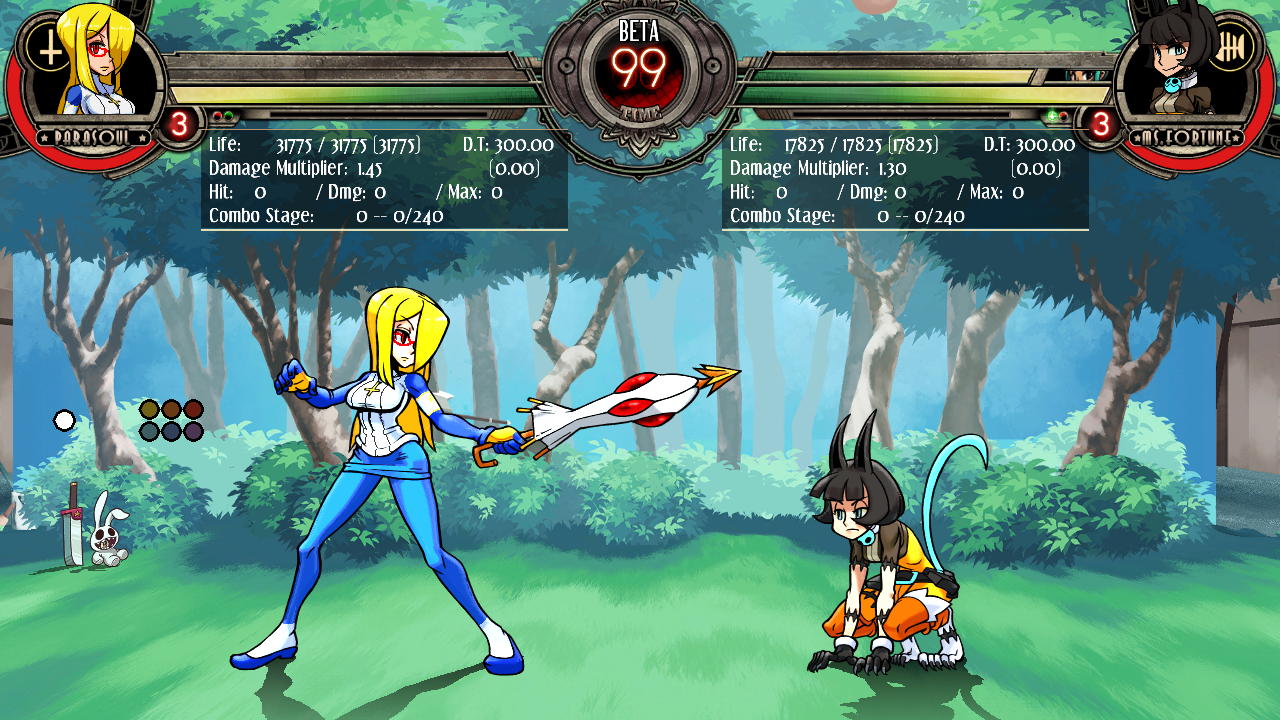 BETA
99
TIME
★ PARASOUL ★
3
3
★MS. FORTUNE★
Life: 31775 / 31775 (31775) D.T: 300.00
Damage Multiplier: 1.45 (0.00)
Hit: 0 / Dmg: 0 / Max: 0
Combo Stage: 0 -- 0/240
Life: 17825 / 17825 (17825) D.T: 300.00
Damage Multiplier: 1.30 (0.00)
Hit: 0 / Dmg: 0 / Max: 0
Combo Stage: 0 -- 0/240